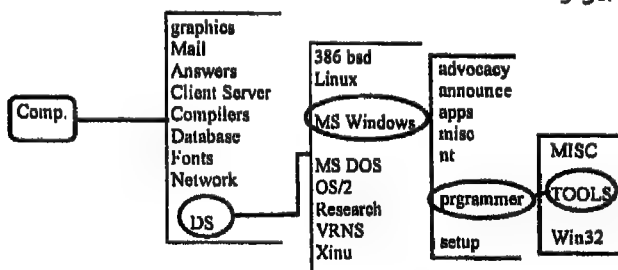 Comp.
graphics
Mail
Answers
Client Server
Compilers
Database
Fonts
Network
DS
386 bsd
Linux
MS Windows
MS DOS
OS/2
Research
VRNS
Xinu
advocacy
announce
apps
misc
nt
prgrammer
setup
MISC
TOOLS
Win32